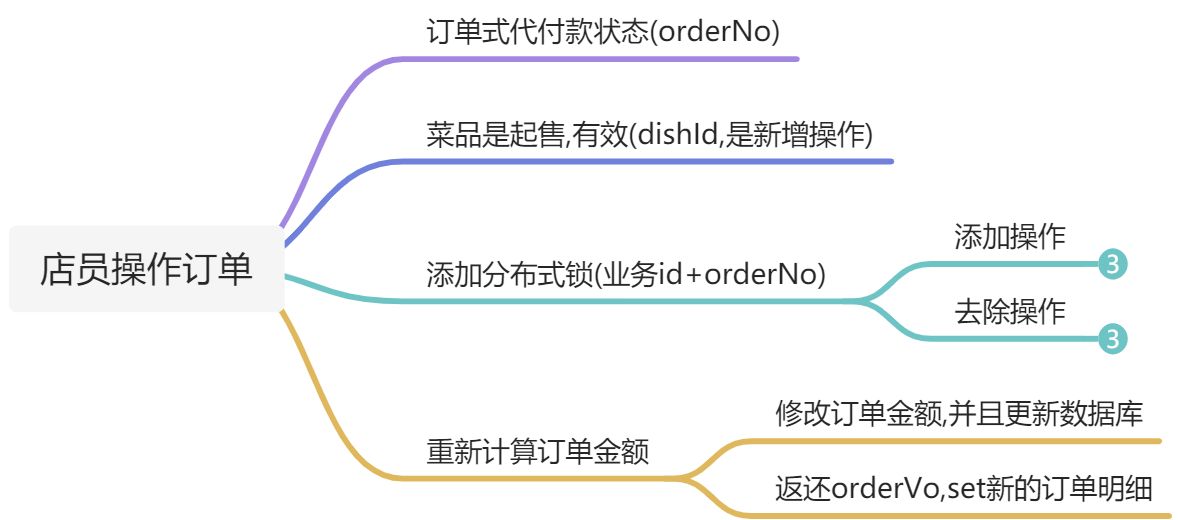 订单式代付款状态(orderNo)
菜品是起售,有效(dishId,是新增操作)
店员操作订单
添加分布式锁(业务id+orderNo)
添加操作 3
去除操作 3
重新计算订单金额
修改订单金额,并且更新数据库
返还orderVo,set新的订单明细